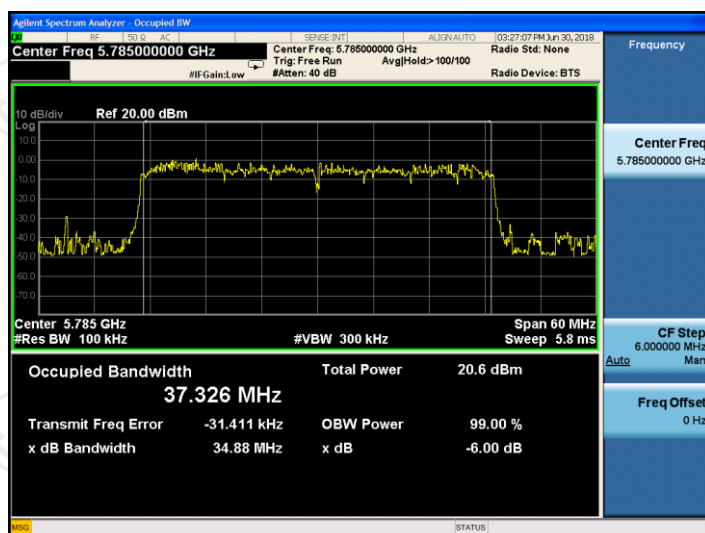 Agilent Spectrum Analyzer - Occupied BW
RF 50 Ω AC SENSE:INT ALIGN AUTO 03:27:07 PM Jun 30, 2018
Center Freq 5.785000000 GHz
Center Freq: 5.785000000 GHz
Radio Std: None
Trig: Free Run Avg|Hold:> 100/100
#IFGain:Low
#Atten: 40 dB
Radio Device: BTS
10 dB/div Ref 20.00 dBm
Log
10.0
0.00
-10.0
-20.0
-30.0
-40.0
-50.0
-60.0
-70.0
Center 5.785 GHz
Span 60 MHz
#Res BW 100 kHz
#VBW 300 kHz
Sweep 5.8 ms
Occupied Bandwidth
Total Power 20.6 dBm
37.326 MHz
Transmit Freq Error -31.411 kHz
OBW Power 99.00 %
x dB Bandwidth 34.88 MHz
x dB -6.00 dB
MSG
STATUS
Frequency
Center Freq
5.785000000 GHz
CF Step
6.000000 MHz
Auto Man
Freq Offset
0 Hz